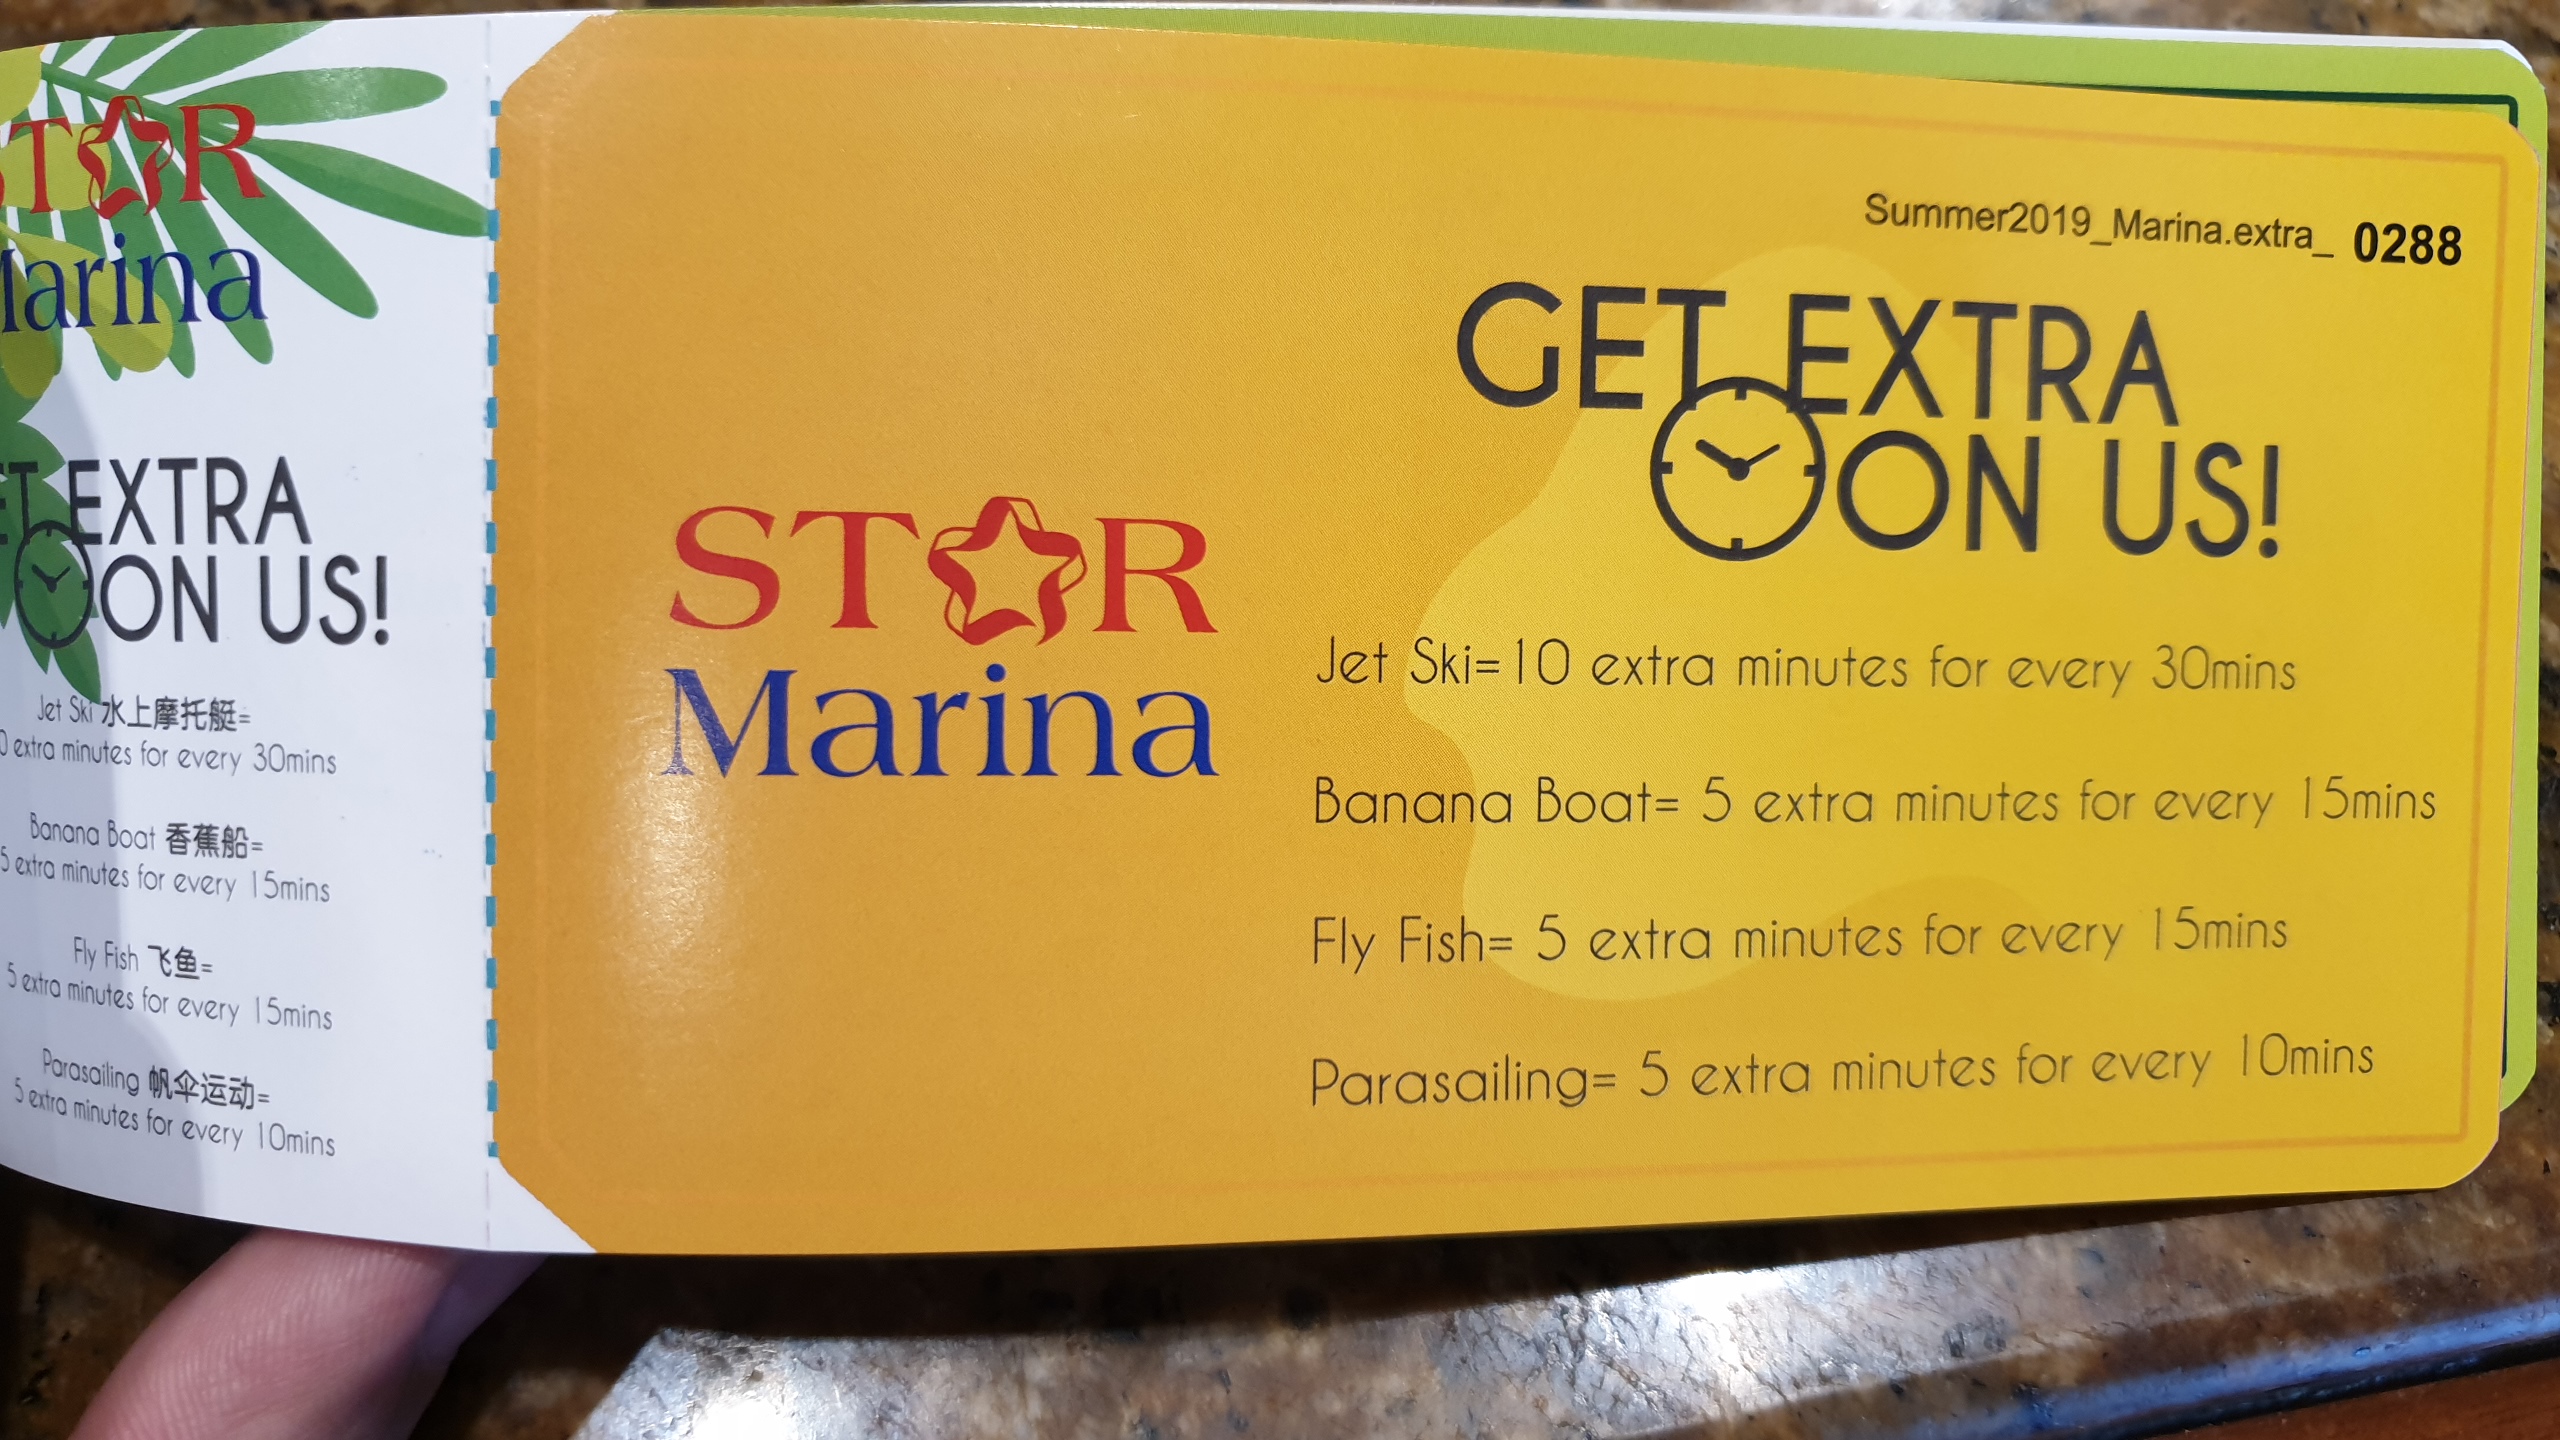 STAR
Marina
EXTRA
ON US!
Jet Ski 水上摩托艇=
extra minutes for every 30mins
Banana Boat 香蕉船=
5 extra minutes for every 15mins
Fly Fish 飞鱼=
5 extra minutes for every 15mins
Parasailing 帆伞运动=
5 extra minutes for every 10mins
Summer2019_Marina.extra_ 0288
GET EXTRA
ON US!
STAR
Marina
Jet Ski=10 extra minutes for every 30mins
Banana Boat= 5 extra minutes for every 15mins
Fly Fish= 5 extra minutes for every 15mins
Parasailing= 5 extra minutes for every 10mins